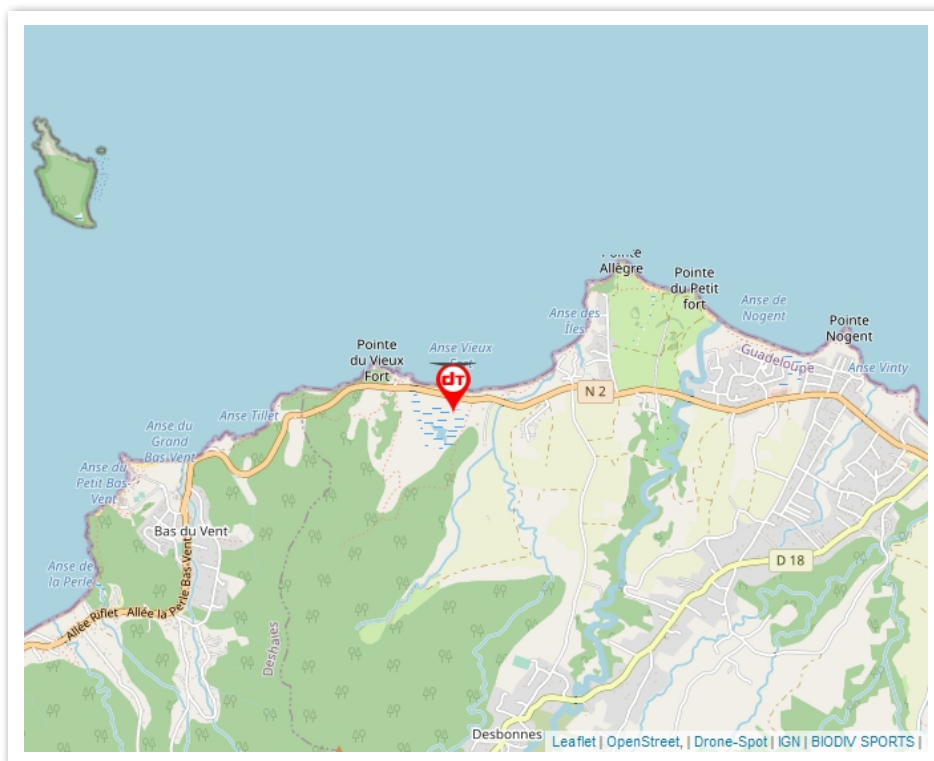 Pointe
Allègre
Pointe
du Petit
fort
Anse de
Nogent
Pointe
Nogent
Anse des
Îles
Guadeloupe
Anse Vinty
Pointe
du Vieux
Fort
Anse Vieux
Fort
dT
N 2
Anse Tillet
Anse du
Grand
Bas Vent
Anse du
Petit Bas-
Vent
Bas du Vent
Anse de
la Perle
Allée Riflet
Allée la Perle Bas-Vent
D 18
Deshaies
Desbonnes
Leaflet | OpenStreet, | Drone-Spot | IGN | BIODIV SPORTS |